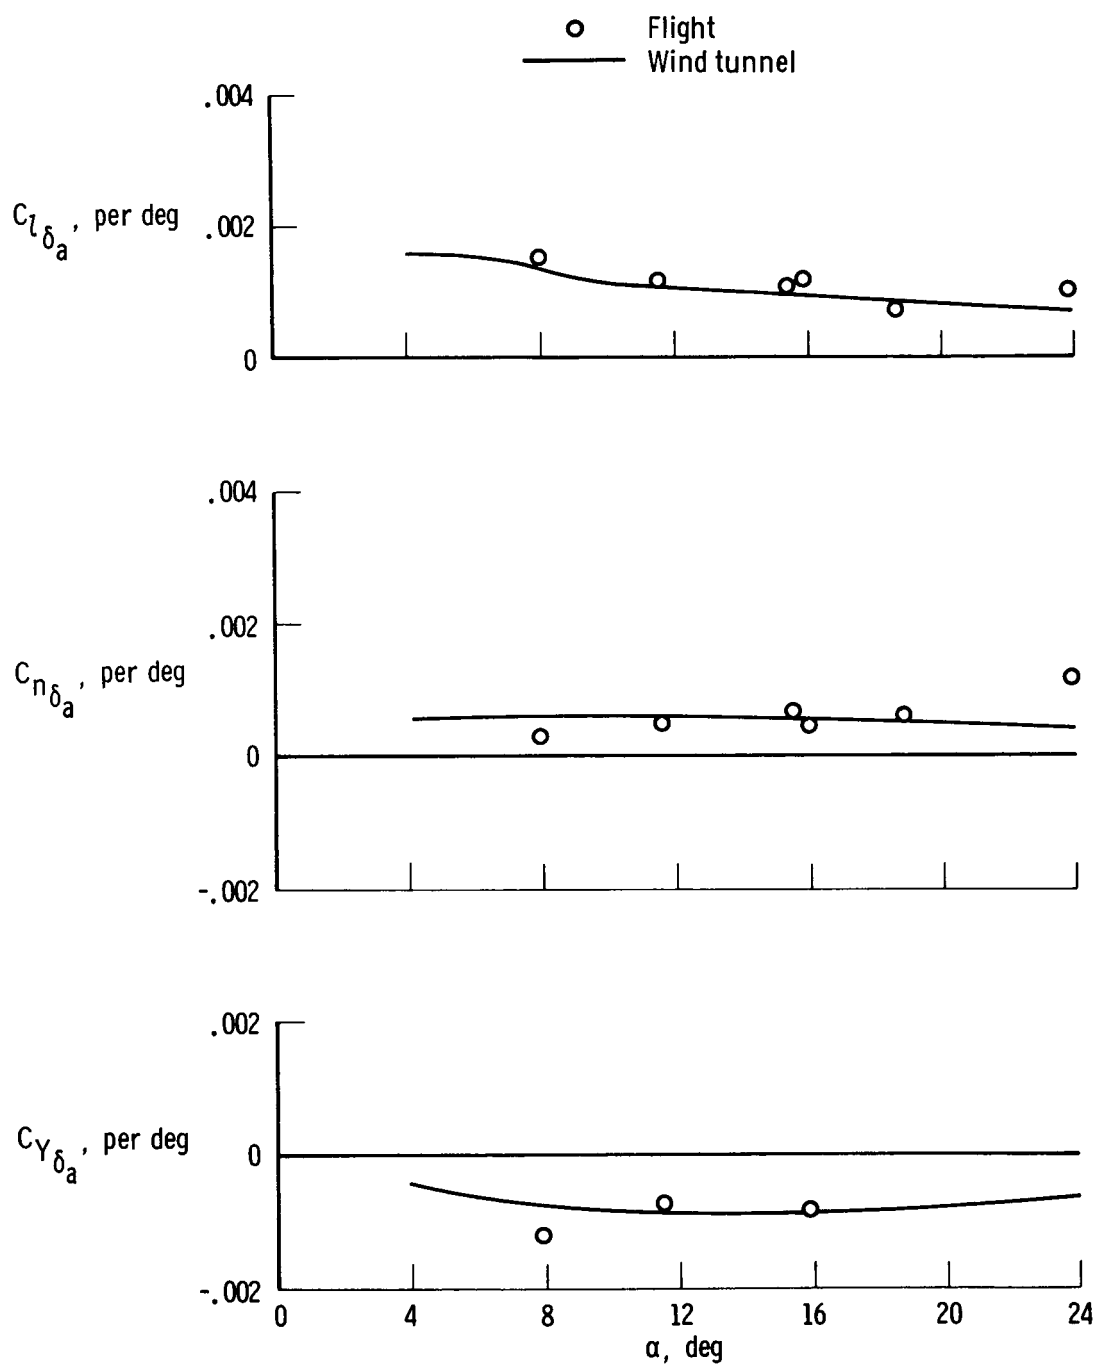 Flight
Wind tunnel
.004
C_{l_{δ_a}}, per deg
.002
0
.004
.002
C_{n_{δ_a}}, per deg
0
-.002
.002
C_{Y_{δ_a}}, per deg
0
-.002
0 4 8 12 16 20 24
α, deg